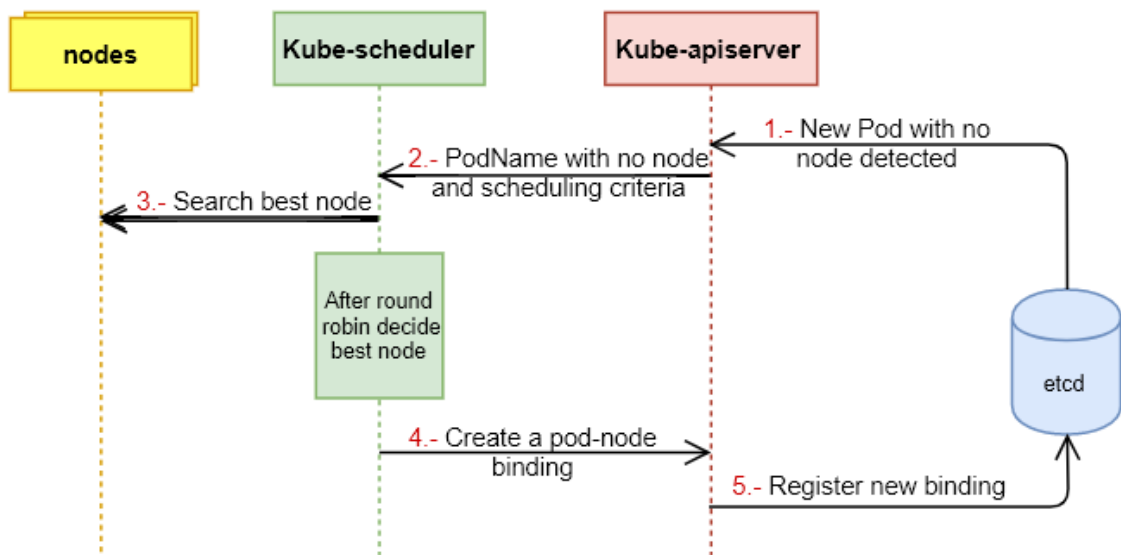 nodes
Kube-scheduler
Kube-apiserver
1.- New Pod with no
node detected
2.- PodName with no node
and scheduling criteria
3.- Search best node
After round
robin decide
best node
etcd
4.- Create a pod-node
binding
5.- Register new binding